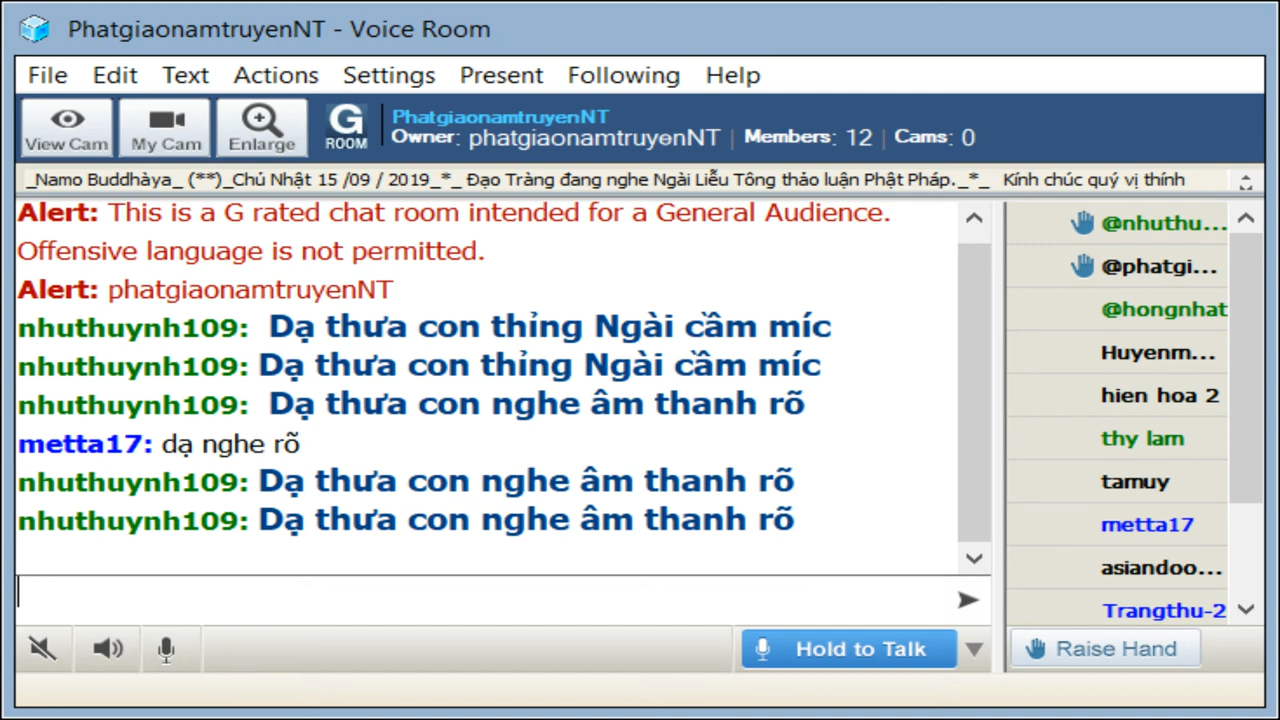 PhatgiaonamtruyenNT - Voice Room
File Edit Text Actions Settings Present Following Help
View Cam My Cam Enlarge G ROOM
PhatgiaonamtruyenNT
Owner: phatgiaonamtruyenNT | Members: 12 | Cams: 0
_Namo Buddhàya_ (**)_Chủ Nhật 15 /09 / 2019_*_ Đạo Tràng đang nghe Ngài Liễu Tông thảo luận Phật Pháp._*_ Kính chúc quý vị thính
Alert: This is a G rated chat room intended for a General Audience.
Offensive language is not permitted.
Alert: phatgiaonamtruyenNT
nhuthuynh109: Dạ thưa con thỉng Ngài cầm míc
nhuthuynh109: Dạ thưa con thỉng Ngài cầm míc
nhuthuynh109: Dạ thưa con nghe âm thanh rõ
metta17: dạ nghe rõ
nhuthuynh109: Dạ thưa con nghe âm thanh rõ
nhuthuynh109: Dạ thưa con nghe âm thanh rõ
@nhuthu...
@phatgi...
@hongnhat
Huyenm...
hien hoa 2
thy lam
tamuy
metta17
asiandoo...
Trangthu-2
Hold to Talk
Raise Hand